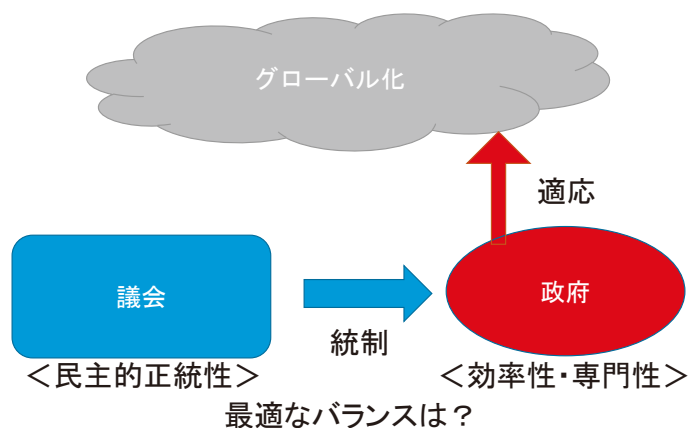 グローバル化
適応
議会
政府
統制
＜民主的正統性＞
＜効率性・専門性＞
最適なバランスは？